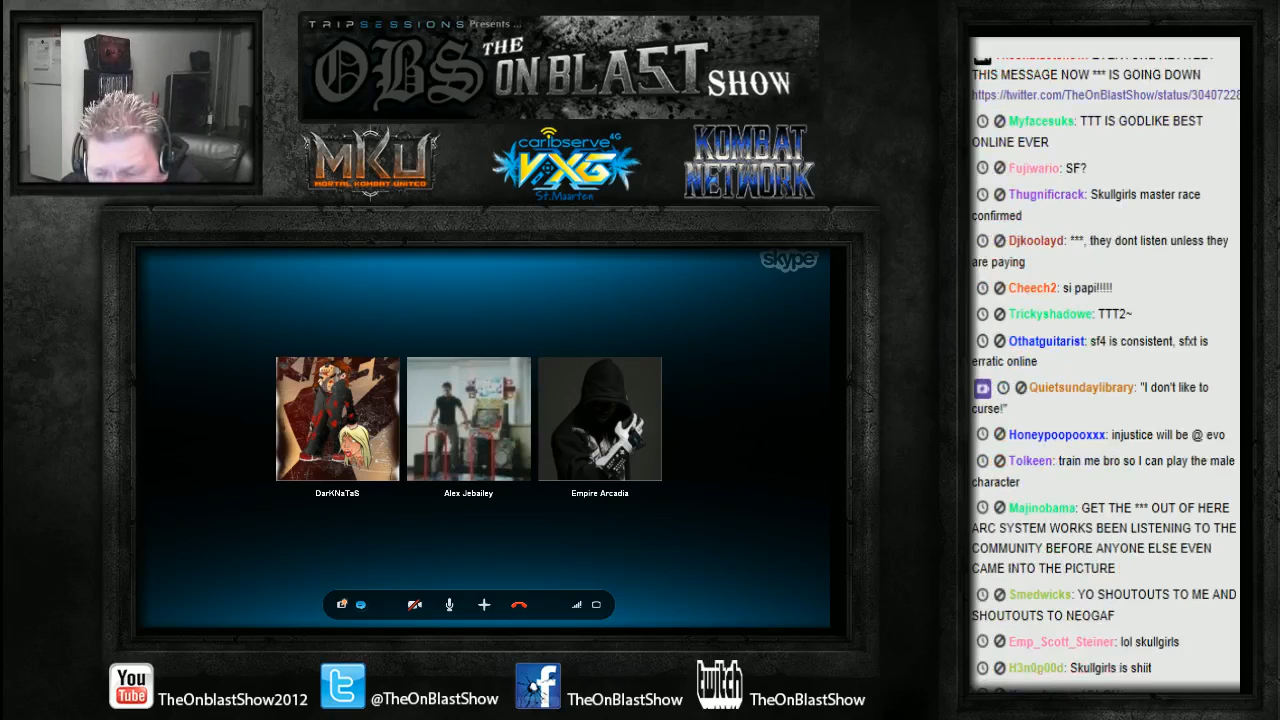 TRIPSESSIONS Presents ...
OBS THE ON BLAST SHOW
MKU
MORTAL KOMBAT UNITED
caribserve 4G
VXG
St.Maarten
KOMBAT
NETWORK
skype
DarKNaTaS
Alex Jebailey
Empire Arcadia
You
Tube
TheOnblastShow2012
@TheOnBlastShow
TheOnBlastShow
twitch
TheOnBlastShow
THIS MESSAGE NOW *** IS GOING DOWN
https://twitter.com/TheOnBlastShow/status/30407228
Myfacesuks: TTT IS GODLIKE BEST
ONLINE EVER
Fujiwario: SF?
Thugnificrack: Skullgirls master race
confirmed
Djkoolayd: ***, they dont listen unless they
are paying
Cheech2: si papi!!!!!
Trickyshadowe: TTT2~
Othatguitarist: sf4 is consistent, sfxt is
erratic online
Quietsundaylibrary: "I don't like to
curse!"
Honeypoopooxxx: injustice will be @ evo
Tolkeen: train me bro so I can play the male
character
Majinobama: GET THE *** OUT OF HERE
ARC SYSTEM WORKS BEEN LISTENING TO THE
COMMUNITY BEFORE ANYONE ELSE EVEN
CAME INTO THE PICTURE
Smedwicks: YO SHOUTOUTS TO ME AND
SHOUTOUTS TO NEOGAF
Emp_Scott_Steiner: lol skullgirls
H3n0p00d: Skullgirls is shiit